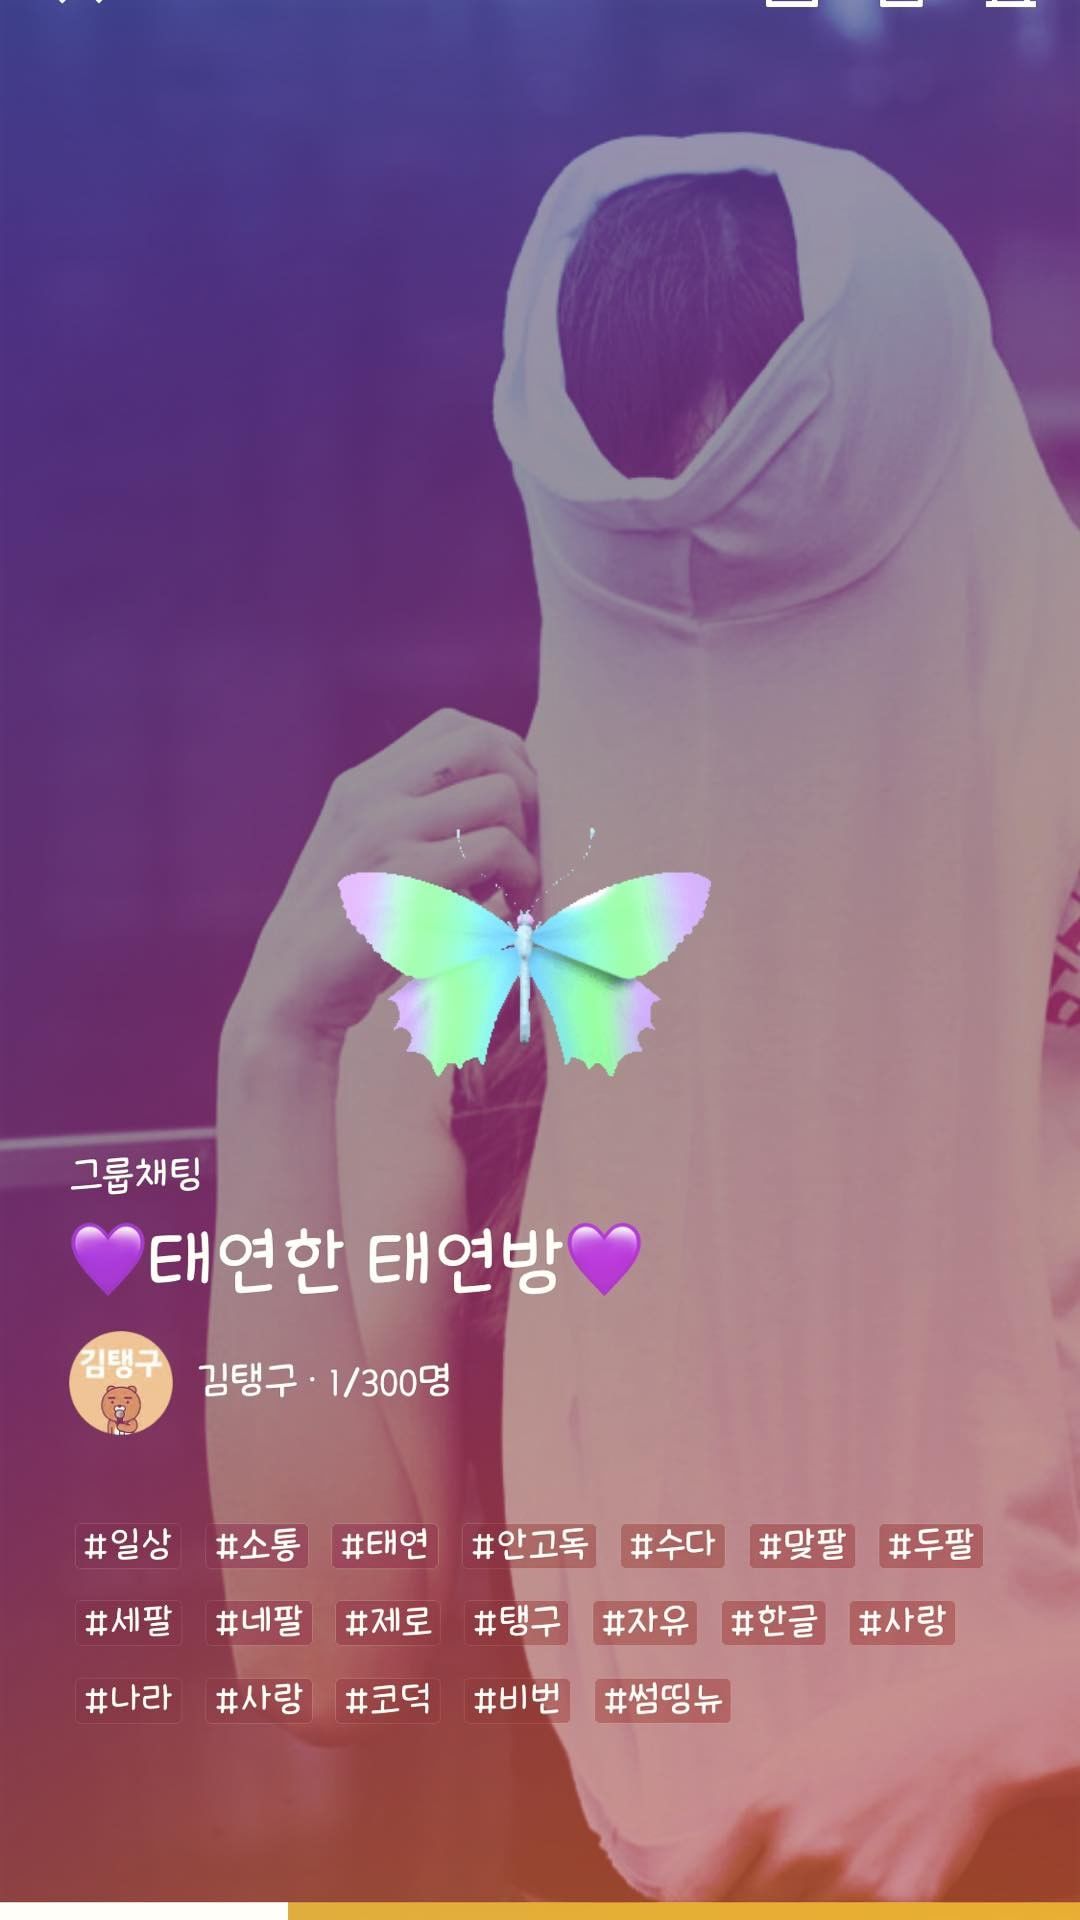 그룹채팅
💜태연한 태연방💜
김탱구
김탱구 · 1/300명
#일상 #소통 #태연 #안고독 #수다 #맞팔 #두팔
#세팔 #네팔 #제로 #탱구 #자유 #한글 #사랑
#나라 #사랑 #코덕 #비번 #썸띵뉴